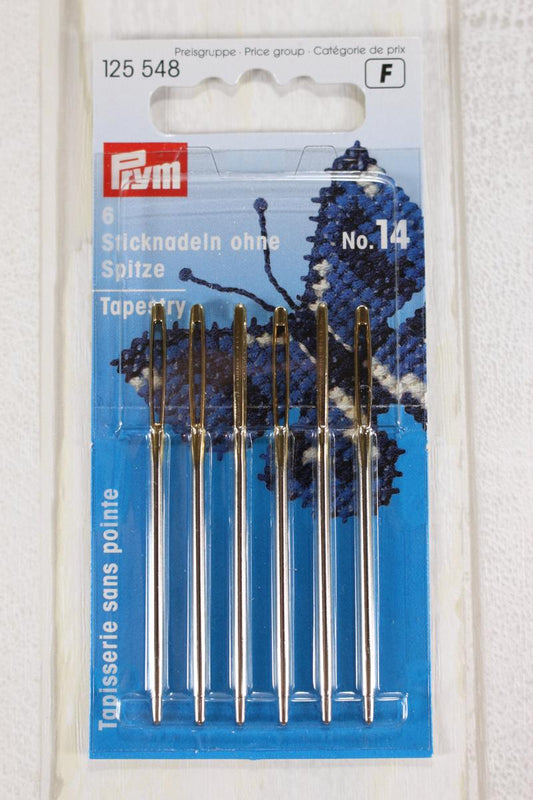 Preisgruppe · Price group · Catégorie de prix
125 548
F
Prym
6
Sticknadeln ohne
Spitze
No.14
Tapestry
Tapisserie sans pointe